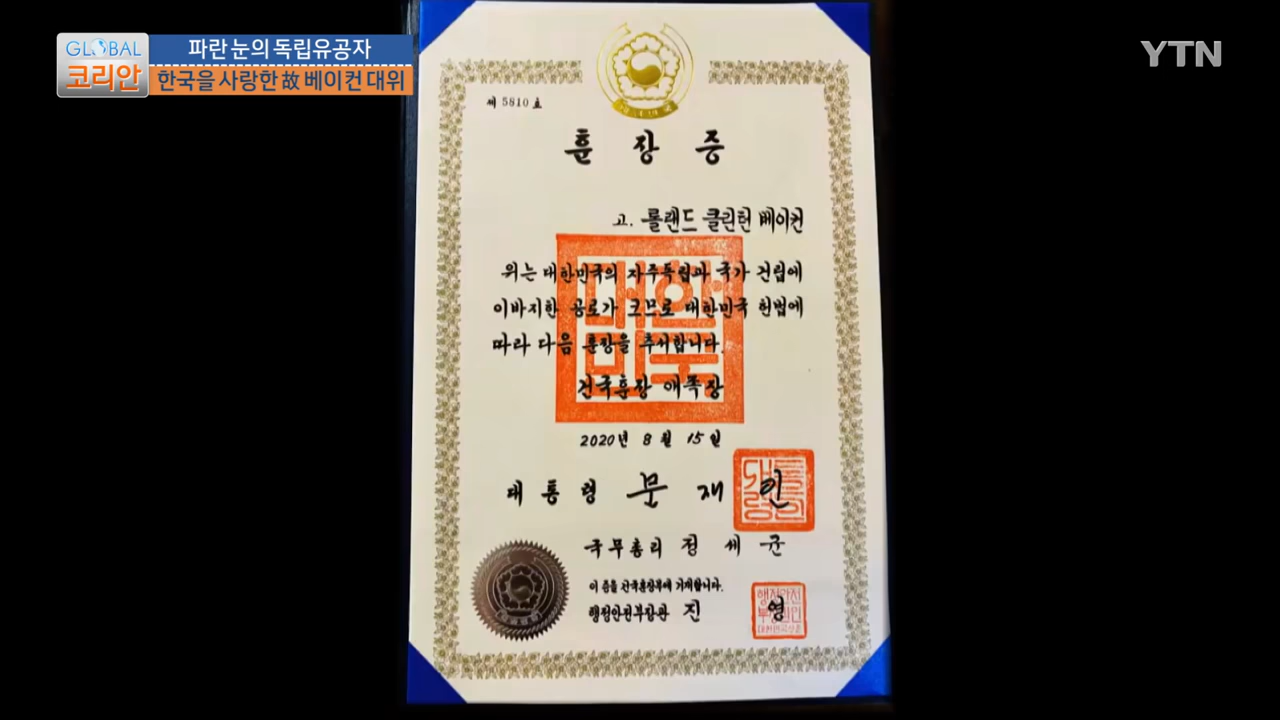 GLOBAL
코리안
파란 눈의 독립유공자
한국을 사랑한 故 베이컨 대위
YTN
제 5810 호
훈 장 증
고. 롤랜드 클린턴 베이컨
위는 대한민국의 자주독립과 국가 건립에
이바지한 공로가 크므로 대한민국 헌법에
따라 다음 훈장을 추서합니다.
건국훈장 애족장
대한
민국
2020년 8월 15일
대 통 령 문 재 인
국무총리 정 세 균
이 증을 건국훈장부에 기재합니다.
행정안전부장관 진 영